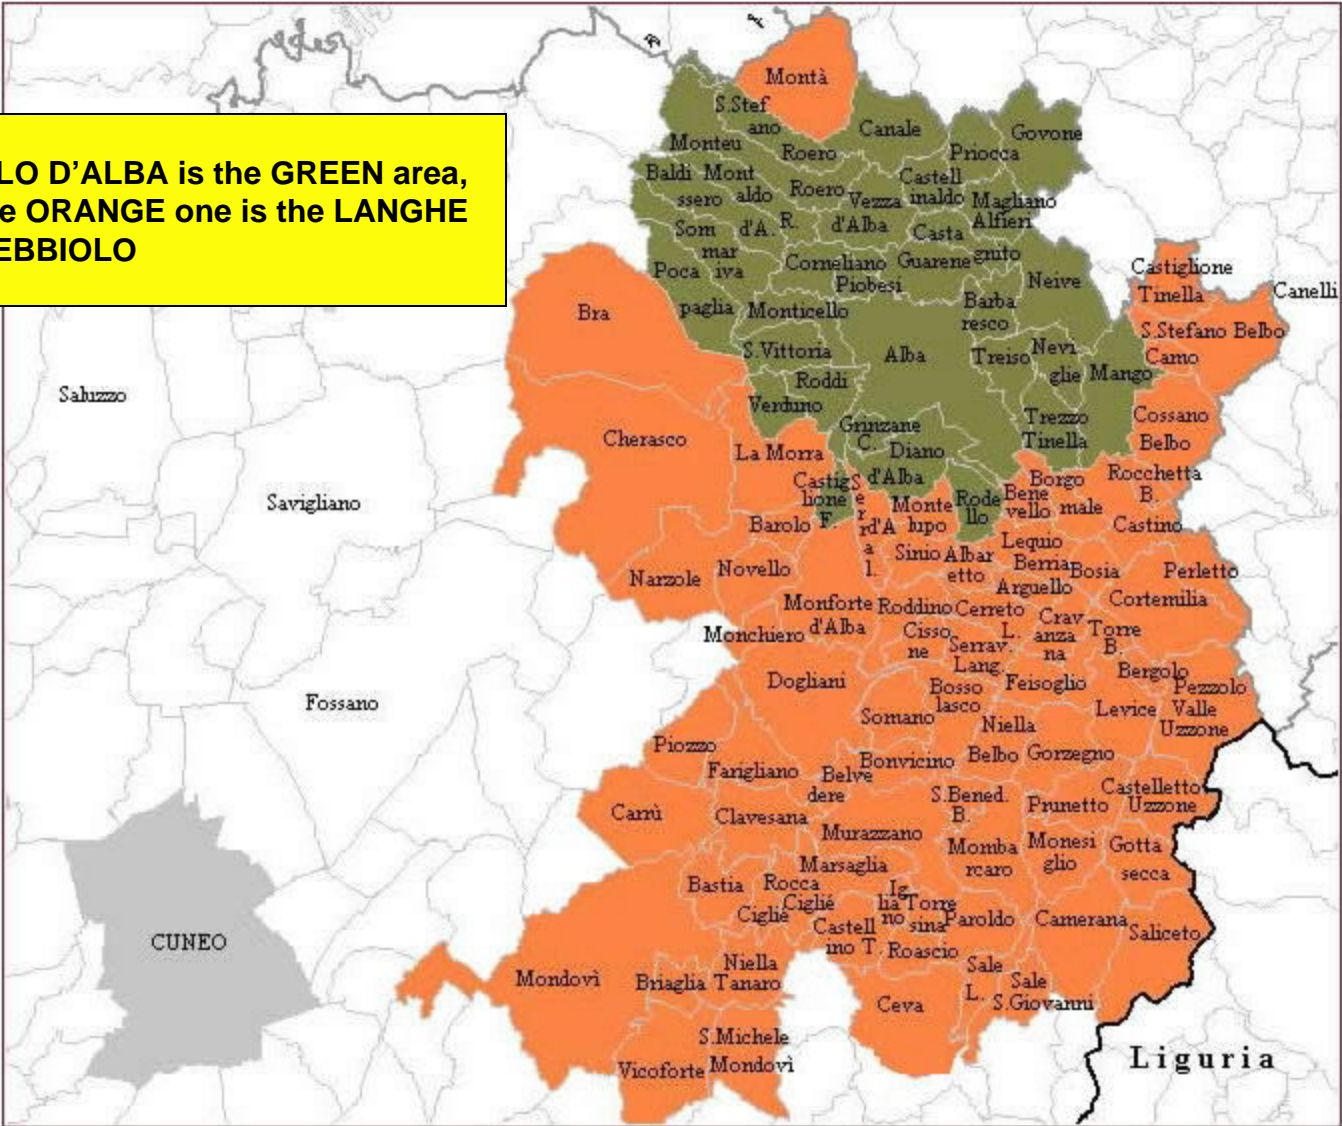 LO D'ALBA is the GREEN area,
e ORANGE one is the LANGHE
EBBIOLO
Montà
S.Stef
ano
Roero
Canale
Govone
Monteu
Roero
Priocca
Baldi
ssero
d'A.
Mont
aldo
R.
Vezza
d'Alba
Castell
inaldo
Magliano
Alfieri
Som
mar
iva
Corneliano
Guarene
Casta
gnito
Poca
paglia
Piobesi
Neive
Castiglione
Tinella
Canelli
Bra
Monticello
Barba
resco
S.Stefano Belbo
S.Vittoria
Alba
Treiso
Nevi
glie
Mango
Camo
Saluzzo
Roddi
Verduno
Trezzo
Tinella
Cossano
Belbo
Cherasco
La Morra
Grinzane
C.
Diano
d'Alba
Savigliano
Castig
lione
F
Serr
a
l.
d'A
Monte
lupo
Rode
llo
Bene
vello
Borgo
male
Rocchetta
B.
Barolo
Castino
Narzole
Novello
Sinio
Albar
etto
Lequio
Berria
Bosia
Perletto
Arguello
Cortemilia
Monforte
d'Alba
Roddino
Cerreto
L.
Crav
anza
na
Torre
B.
Monchiero
Cisso
ne
Serrav.
Lang.
Bergolo
Fossano
Dogliani
Bosso
lasco
Feisoglio
Pezzolo
Valle
Uzzone
Levice
Somano
Niella
Belbo
Piozzo
Farigliano
Bonvicino
Gorzegno
Belve
dere
S.Bened.
B.
Prunetto
Castelletto
Uzzone
Carrù
Clavesana
Murazzano
Momba
rcaro
Monesi
glio
Gotta
secca
Marsaglia
Bastia
Rocca
Ciglié
Ciglié
Ig
lia
no
Torre
sina
Castell
ino T.
Paroldo
Camerana
Saliceto
CUNEO
Roascio
Mondovì
Briaglia
Niella
Tanaro
Sale
L.
Sale
S.Giovanni
Ceva
S.Michele
Mondovì
Vicoforte
Liguria